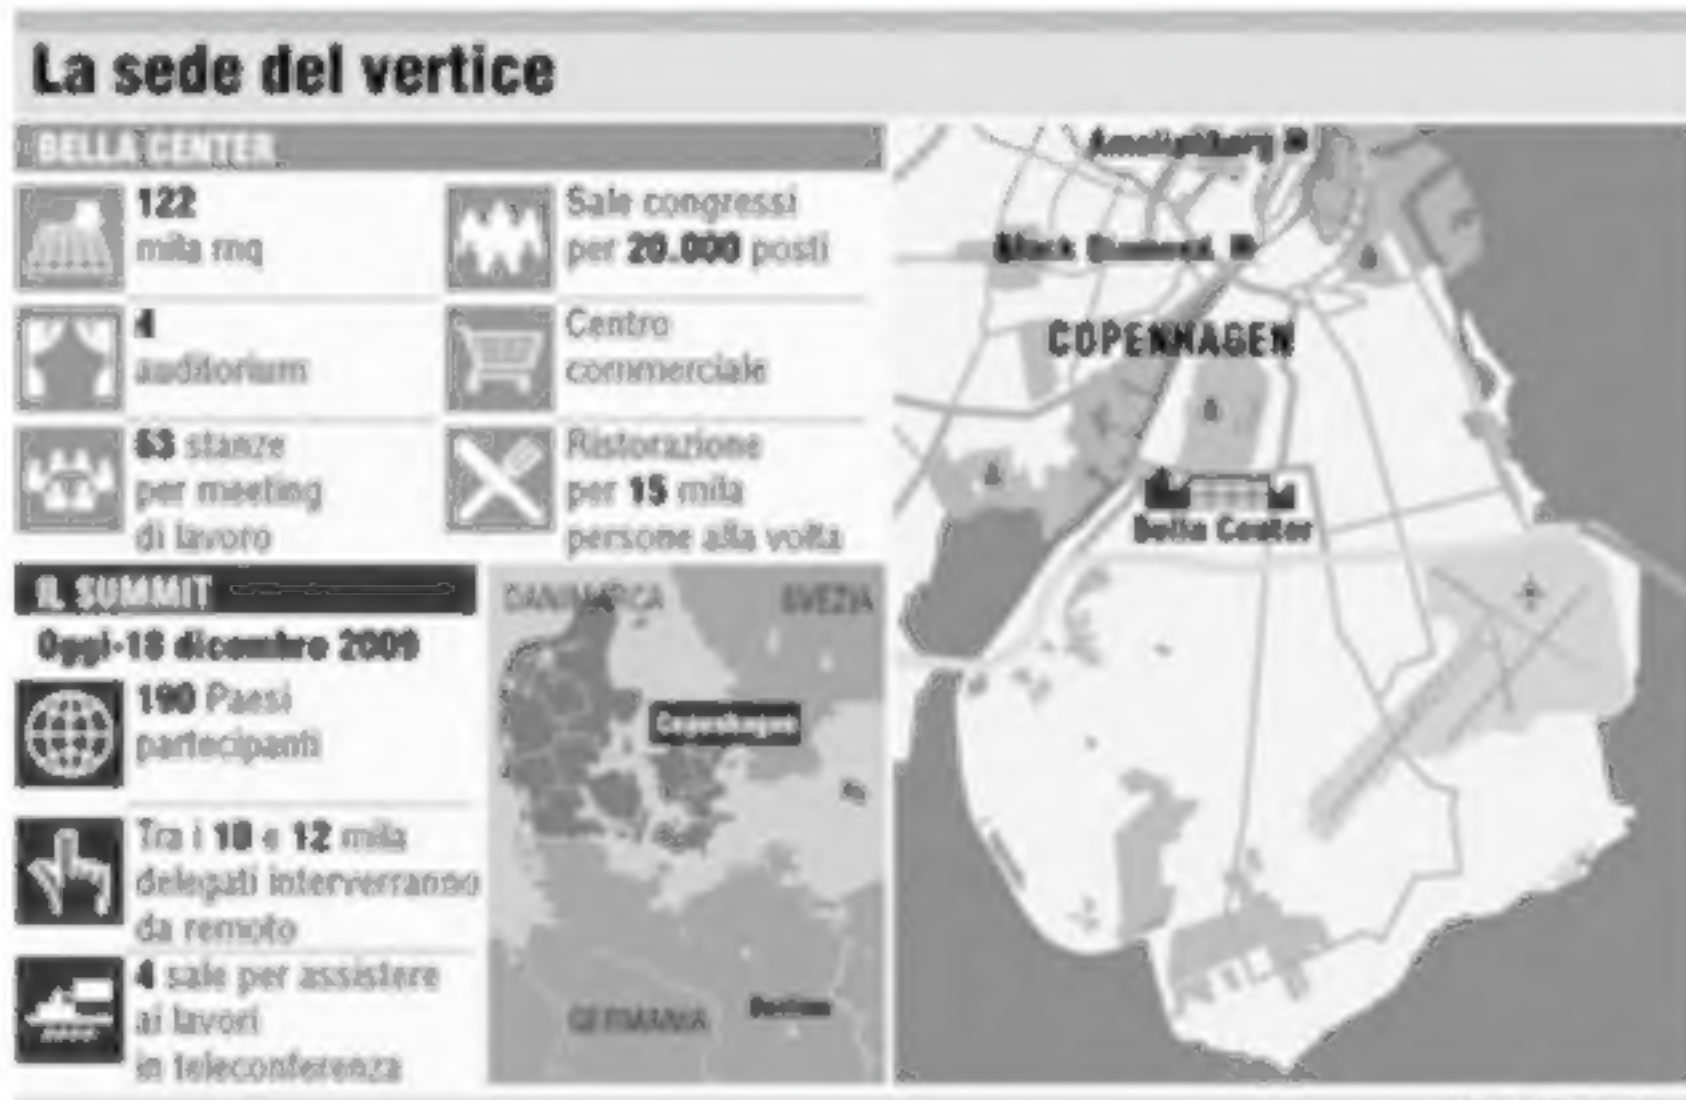 La sede del vertice
BELLA CENTER
122
mila mq
4
auditorium
63 stanze
per meeting
di lavoro
Sale congressi
per 20.000 posti
Centro
commerciale
Ristorazione
per 15 mila
persone alla volta
IL SUMMIT
Oggi-18 dicembre 2009
190 Paesi
partecipanti
Tra i 10 e 12 mila
delegati interverranno
da remoto
4 sale per assistere
ai lavori
in teleconferenza
DANIMARCA
SVEZIA
Copenhagen
GERMANIA
Black Diamond
COPENHAGEN
Bella Center